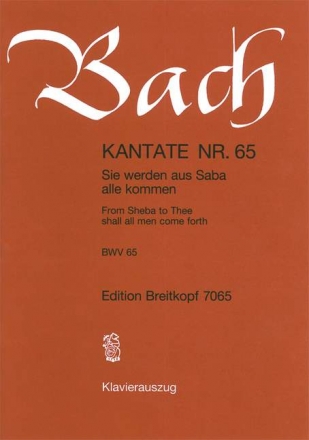 Bach
KANTATE NR. 65
Sie werden aus Saba
alle kommen
From Sheba to Thee
shall all men come forth
BWV 65
Edition Breitkopf 7065
Klavierauszug